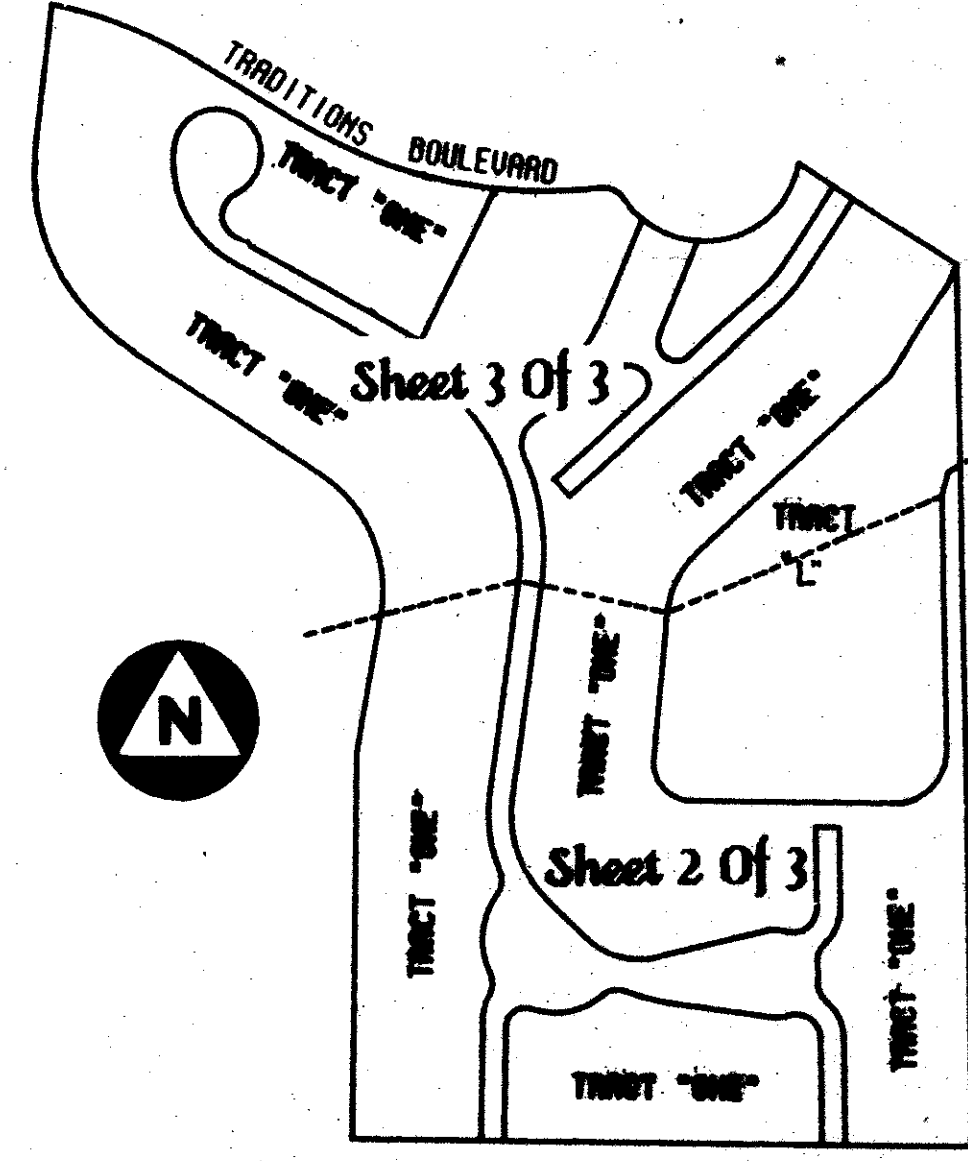 TRADITIONS BOULEVARD
TRACT "ONE"
TRACT "ONE"
Sheet 3 Of 3
TRACT "ONE"
TRACT
"L"
TRACT "ONE"
N
TRACT "ONE"
Sheet 2 Of 3
TRACT "ONE"
TRACT "ONE"